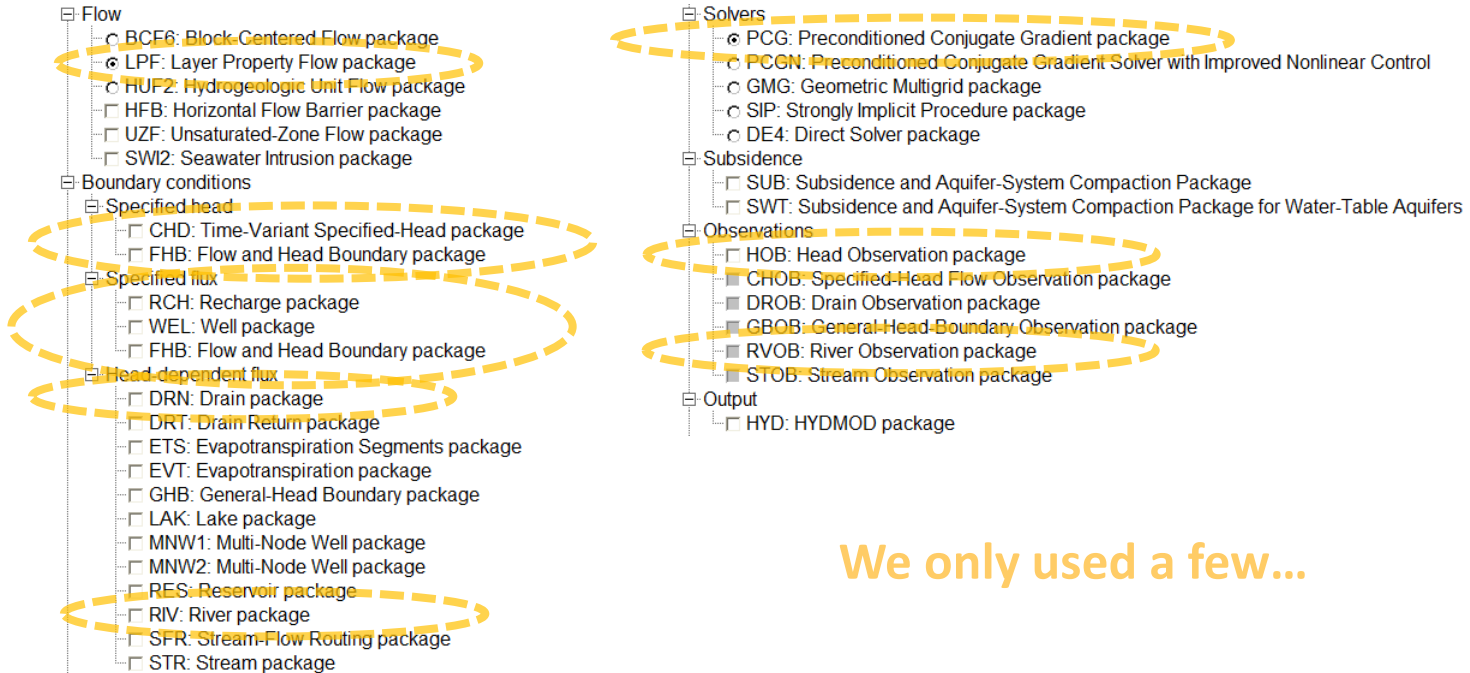 Flow
BCF6: Block-Centered Flow package
LPF: Layer Property Flow package
HUF2: Hydrogeologic Unit Flow package
HFB: Horizontal Flow Barrier package
UZF: Unsaturated-Zone Flow package
SWI2: Seawater Intrusion package
Boundary conditions
Specified head
CHD: Time-Variant Specified-Head package
FHB: Flow and Head Boundary package
Specified flux
RCH: Recharge package
WEL: Well package
FHB: Flow and Head Boundary package
Head-dependent flux
DRN: Drain package
DRT: Drain Return package
ETS: Evapotranspiration Segments package
EVT: Evapotranspiration package
GHB: General-Head Boundary package
LAK: Lake package
MNW1: Multi-Node Well package
MNW2: Multi-Node Well package
RES: Reservoir package
RIV: River package
SFR: Stream-Flow Routing package
STR: Stream package
Solvers
PCG: Preconditioned Conjugate Gradient package
PCGN: Preconditioned Conjugate Gradient Solver with Improved Nonlinear Control
GMG: Geometric Multigrid package
SIP: Strongly Implicit Procedure package
DE4: Direct Solver package
Subsidence
SUB: Subsidence and Aquifer-System Compaction Package
SWT: Subsidence and Aquifer-System Compaction Package for Water-Table Aquifers
Observations
HOB: Head Observation package
CHOB: Specified-Head Flow Observation package
DROB: Drain Observation package
GBOB: General-Head-Boundary Observation package
RVOB: River Observation package
STOB: Stream Observation package
Output
HYD: HYDMOD package
We only used a few…